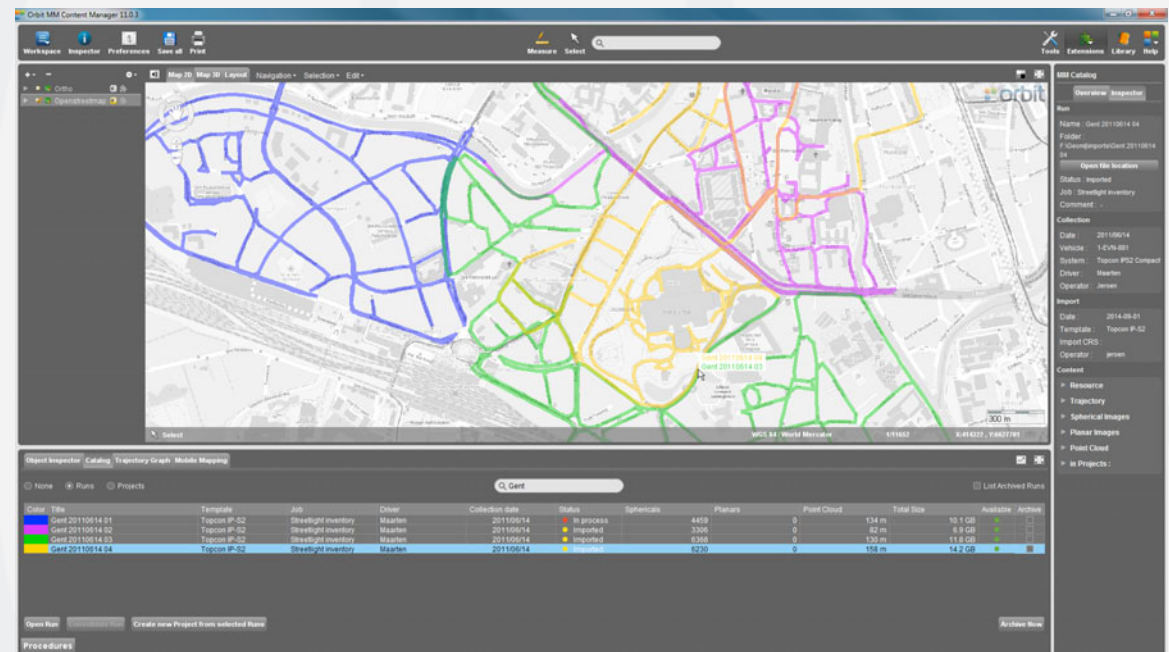 Orbit MM Content Manager 11.0.3
Workspace Inspector Preferences Save all Print
Measure Select
Tools Extensions Library Help
Map 2D Map 3D Layout Navigation Selection Edit
Ortho
Openstreetmap
orbit
Gent 20110614 03
300 m
Select
WGS 84 / World Mercator
1/11652
MM Catalog
Overview Inspector
Run
Name : Gent 20110614 04
Folder :
04
Open file location
Status : Imported
Job : Streetlight inventory
Comment : -
Collection
Date : 2011/06/14
Vehicle : 1-EVN-881
System : Topcon IPS2 Compact
Driver : Maarten
Operator : Jeroen
Import
Date : 2014-09-01
Template : Topcon IP-S2
Import CRS :
Operator : jeroen
Content
Resource
Trajectory
Spherical Images
Planar Images
Point Cloud
in Projects :
Object Inspector Catalog Trajectory Graph Mobile Mapping
None Runs Projects
Gent
List Archived Runs
Color Title Template Job Driver Collection date Status Sphericals Planars Point Cloud Total Size Available Archive
Gent 20110614 01 Topcon IP-S2 Streetlight inventory Maarten 2011/06/14 In process 4459 0 134 m 10.1 GB
Gent 20110614 02 Topcon IP-S2 Streetlight inventory Maarten 2011/06/14 Imported 3306 0 82 m 6.9 GB
Gent 20110614 03 Topcon IP-S2 Streetlight inventory Maarten 2011/06/14 Imported 6368 0 130 m 11.8 GB
Gent 20110614 04 Topcon IP-S2 Streetlight inventory Maarten 2011/06/14 Imported 6230 0 158 m 14.2 GB
Open Run
Create new Project from selected Runs
Archive Now
Procedures